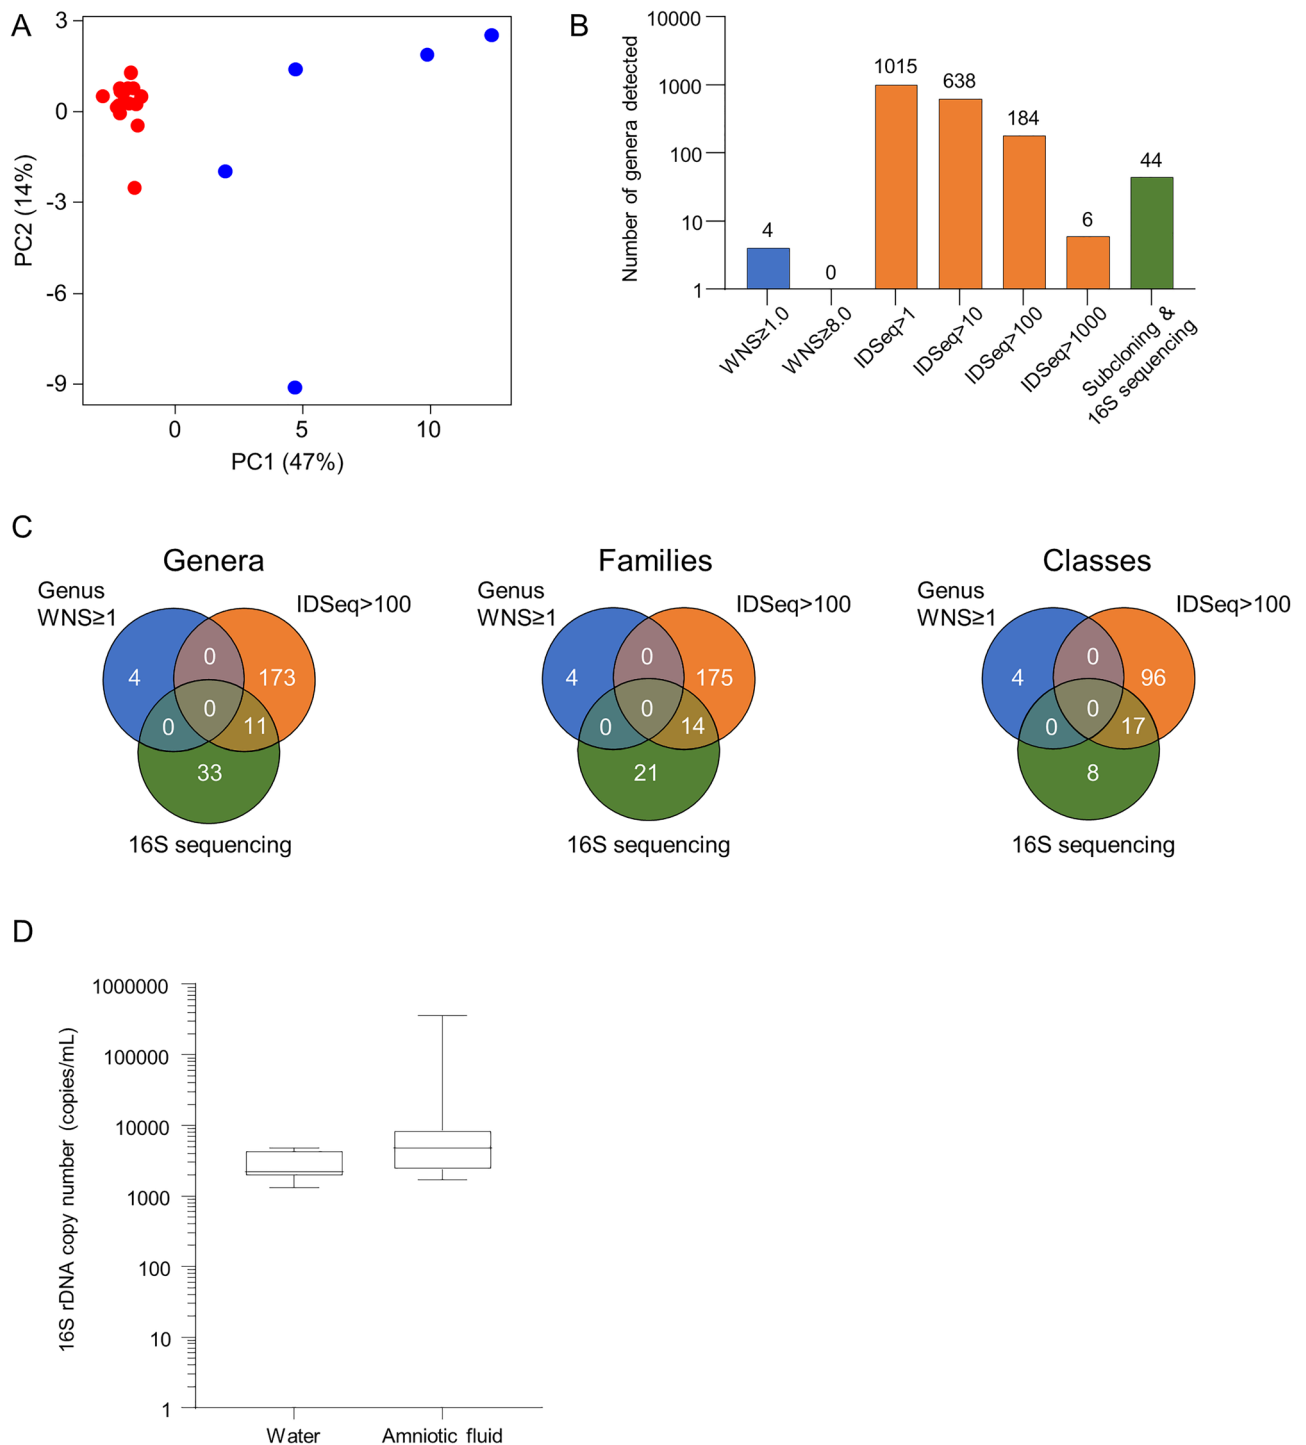 A
3
0
-3
-6
-9
PC2 (14%)
0
5
10
PC1 (47%)
B
10000
1000
100
10
1
Number of genera detected
4
0
1015
638
184
6
44
WNS≥1.0
WNS≥8.0
IDSeq>1
IDSeq>10
IDSeq>100
IDSeq>1000
Subcloning &
16S sequencing
C
Genera
Genus
WNS≥1
IDSeq>100
4
0
173
0
0
11
33
16S sequencing
Families
Genus
WNS≥1
IDSeq>100
4
0
175
0
0
14
21
16S sequencing
Classes
Genus
WNS≥1
IDSeq>100
4
0
96
0
0
17
8
16S sequencing
D
1000000
100000
10000
1000
100
10
1
16S rDNA copy number (copies/mL)
Water
Amniotic fluid